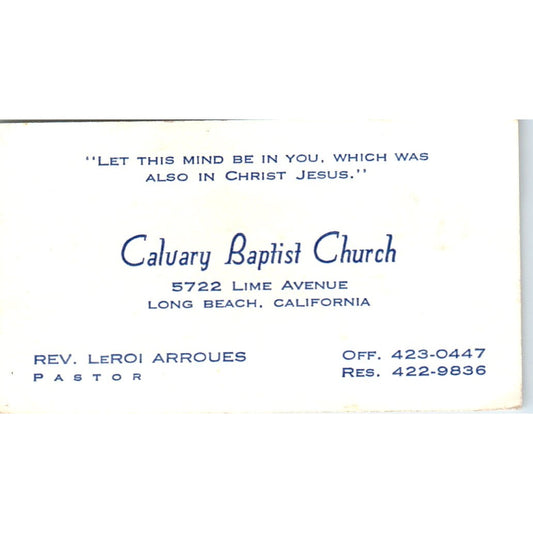 "LET THIS MIND BE IN YOU, WHICH WAS
ALSO IN CHRIST JESUS."
Calvary Baptist Church
5722 LIME AVENUE
LONG BEACH, CALIFORNIA
REV. LEROI ARROUES
PASTOR
OFF. 423-0447
RES. 422-9836